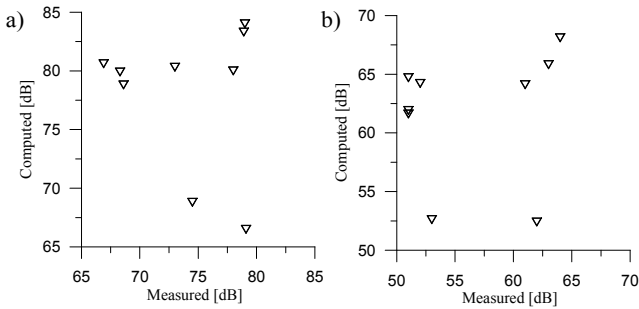 a)
85
80
75
70
65
Computed [dB]
65 70 75 80 85
Measured [dB]
b)
70
65
60
55
50
Computed [dB]
50 55 60 65 70
Measured [dB]